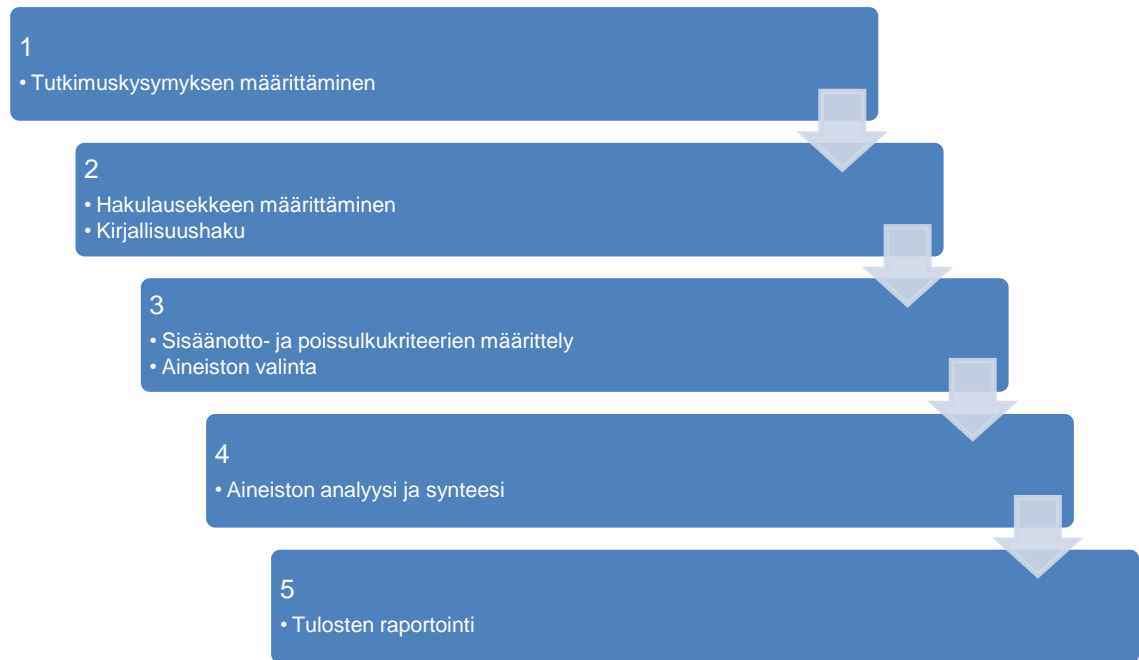 1
• Tutkimuskysymyksen määrittäminen
2
• Hakulausekkeen määrittäminen
• Kirjallisuushaku
3
• Sisäänotto- ja poissulkukriteerien määrittely
• Aineiston valinta
4
• Aineiston analyysi ja synteesi
5
• Tulosten raportointi